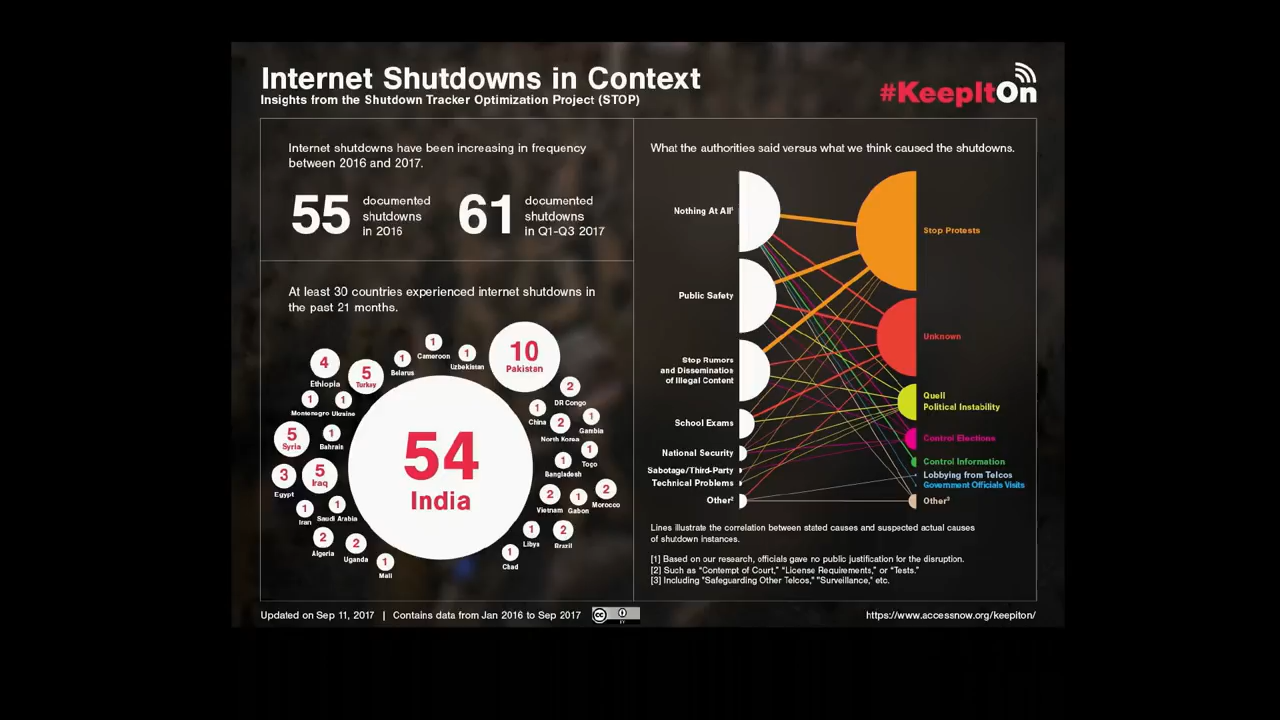 Internet Shutdowns in Context
Insights from the Shutdown Tracker Optimization Project (STOP)
#KeepItOn
Internet shutdowns have been increasing in frequency
between 2016 and 2017.
55
documented
shutdowns
in 2016
61
documented
shutdowns
in Q1-Q3 2017
At least 30 countries experienced internet shutdowns in
the past 21 months.
54
India
10
Pakistan
4
Ethiopia
5
Turkey
1
Belarus
1
Cameroon
1
Uzbekistan
2
DR Congo
1
Montenegro
1
Ukraine
1
China
2
North Korea
1
Gambia
5
Syria
1
Bahrain
1
Togo
1
Bangladesh
3
Egypt
5
Iraq
2
Vietnam
1
Gabon
2
Morocco
1
Iran
1
Saudi Arabia
2
Algeria
2
Uganda
1
Mali
1
Libya
2
Brazil
1
Chad
What the authorities said versus what we think caused the shutdowns.
Nothing At All¹
Public Safety
Stop Rumors
and Dissemination
of Illegal Content
School Exams
National Security
Sabotage/Third-Party
Technical Problems
Other²
Stop Protests
Unknown
Quell
Political Instability
Control Elections
Control Information
Lobbying from Telcos
Government Officials Visits
Other³
Lines illustrate the correlation between stated causes and suspected actual causes
of shutdown instances.
[1] Based on our research, officials gave no public justification for the disruption.
[2] Such as "Contempt of Court," "License Requirements," or "Tests."
[3] Including "Safeguarding Other Telcos," "Surveillance," etc.
Updated on Sep 11, 2017 | Contains data from Jan 2016 to Sep 2017
cc
BY
https://www.accessnow.org/keepiton/